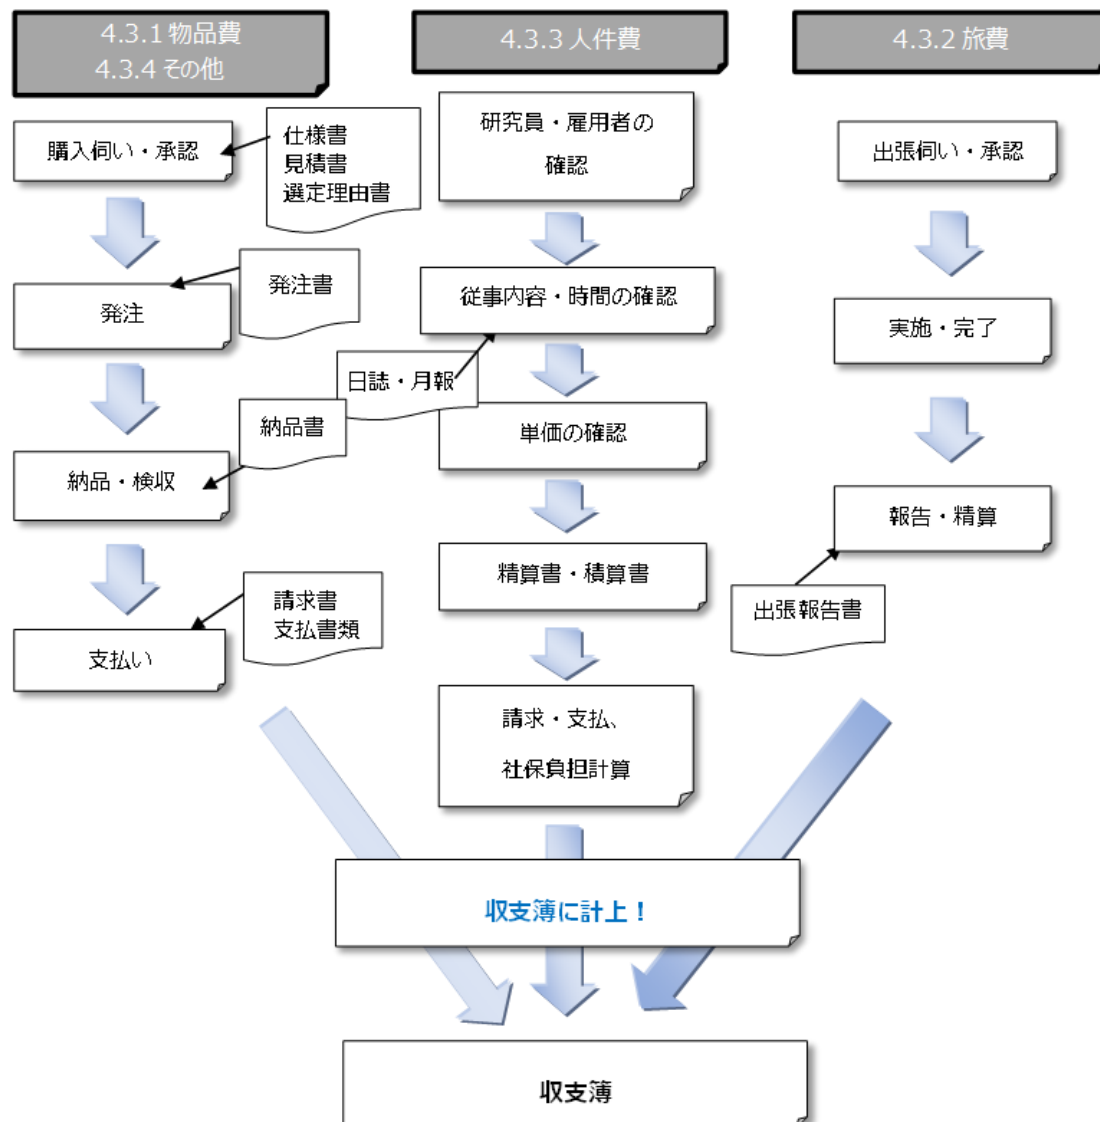 4.3.1 物品費
4.3.4 その他
購入伺い・承認
仕様書
見積書
選定理由書
発注
発注書
納品・検収
納品書
支払い
請求書
支払書類
4.3.3 人件費
研究員・雇用者の
確認
従事内容・時間の確認
日誌・月報
単価の確認
精算書・積算書
請求・支払、
社保負担計算
4.3.2 旅費
出張伺い・承認
実施・完了
報告・精算
出張報告書
収支簿に計上！
収支簿